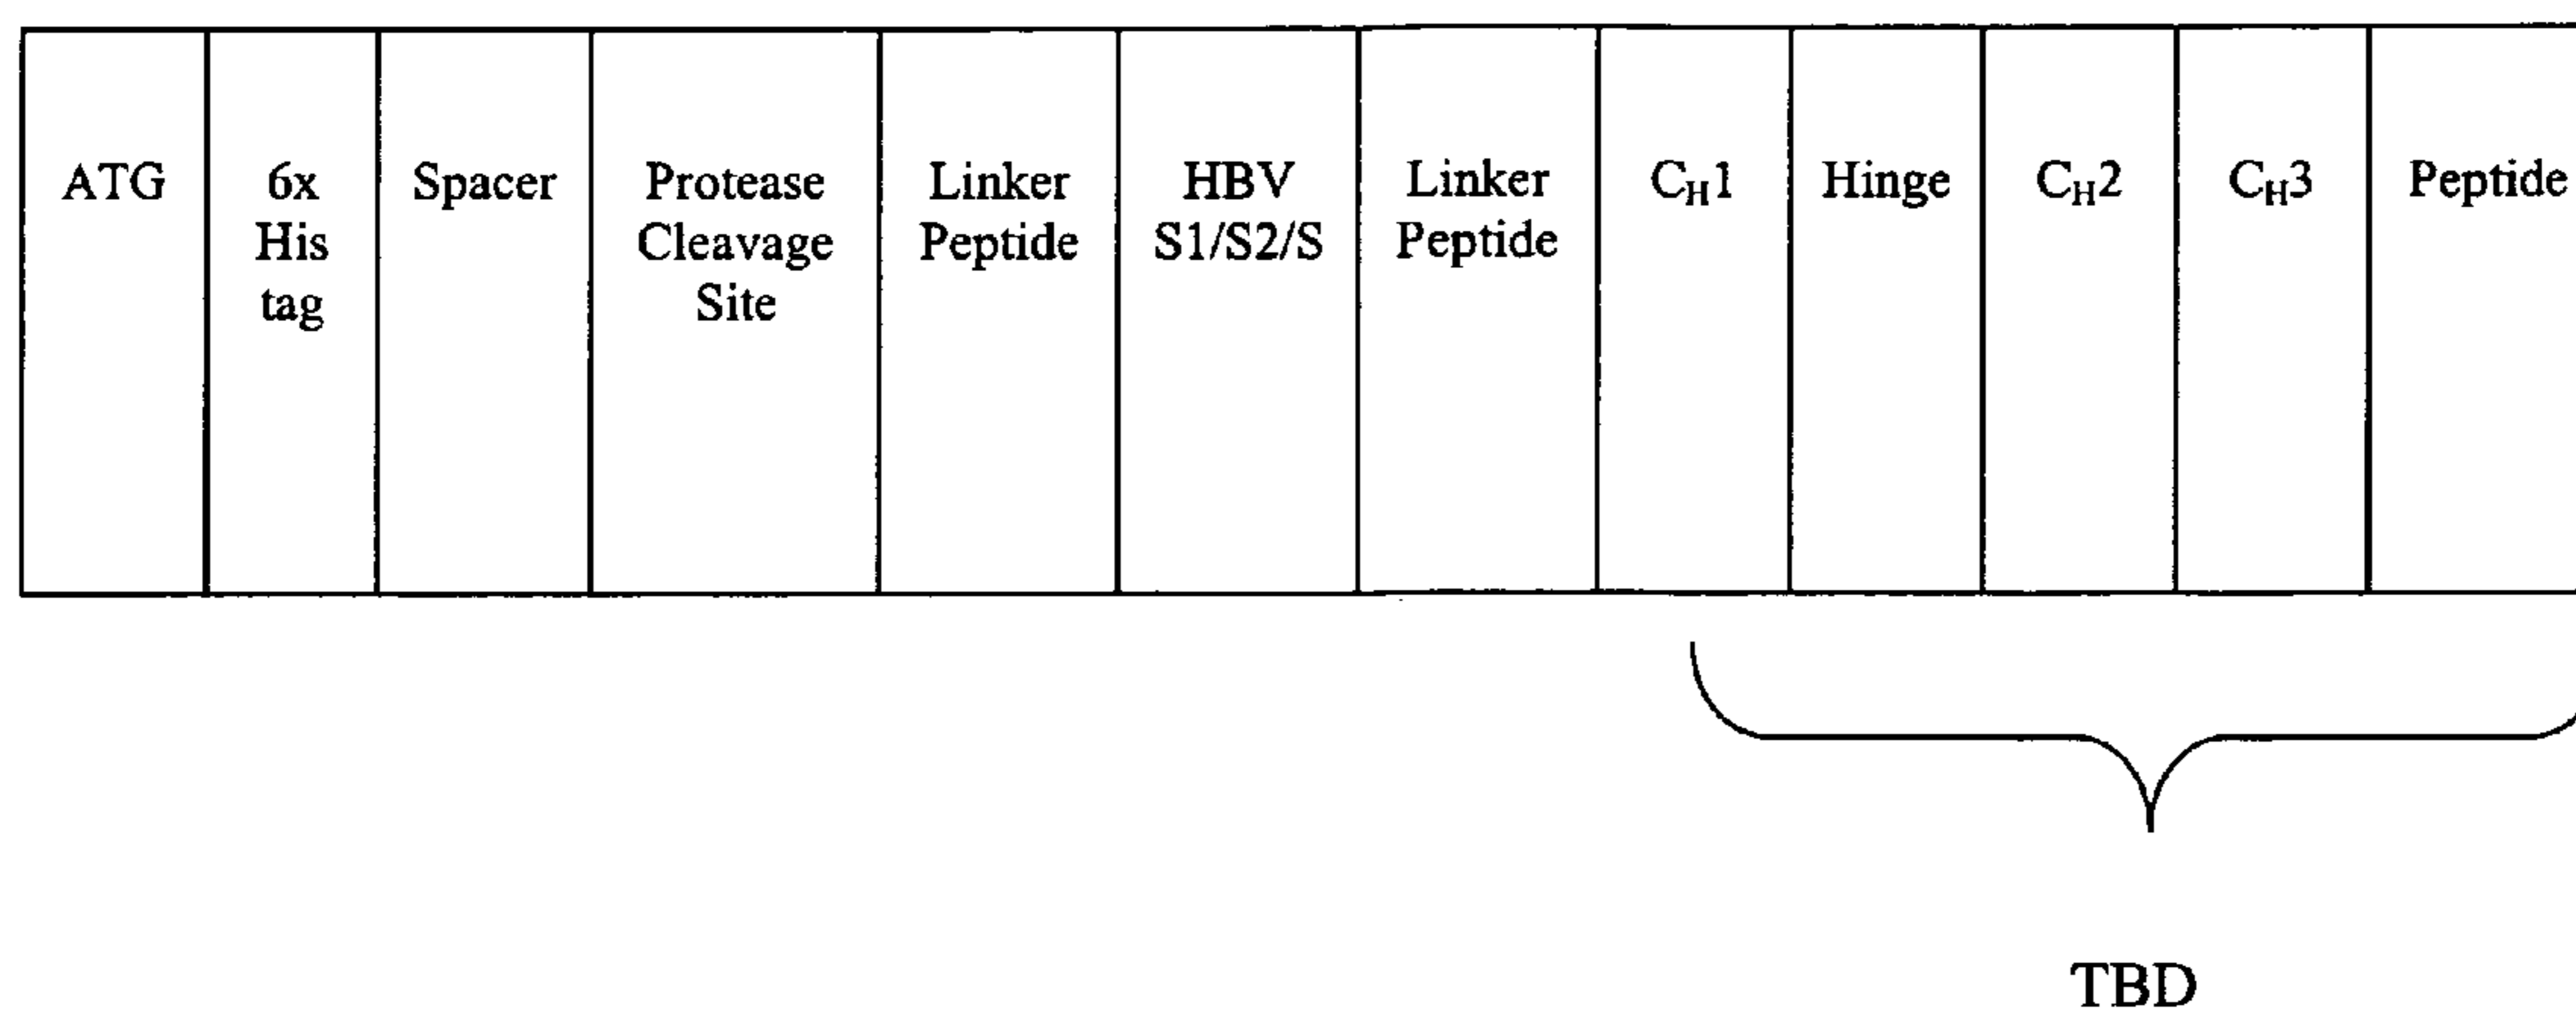 ATG
6x
His
tag
Spacer
Protease
Cleavage
Site
Linker
Peptide
HBV
S1/S2/S
Linker
Peptide
CH1
Hinge
CH2
CH3
Peptide
TBD